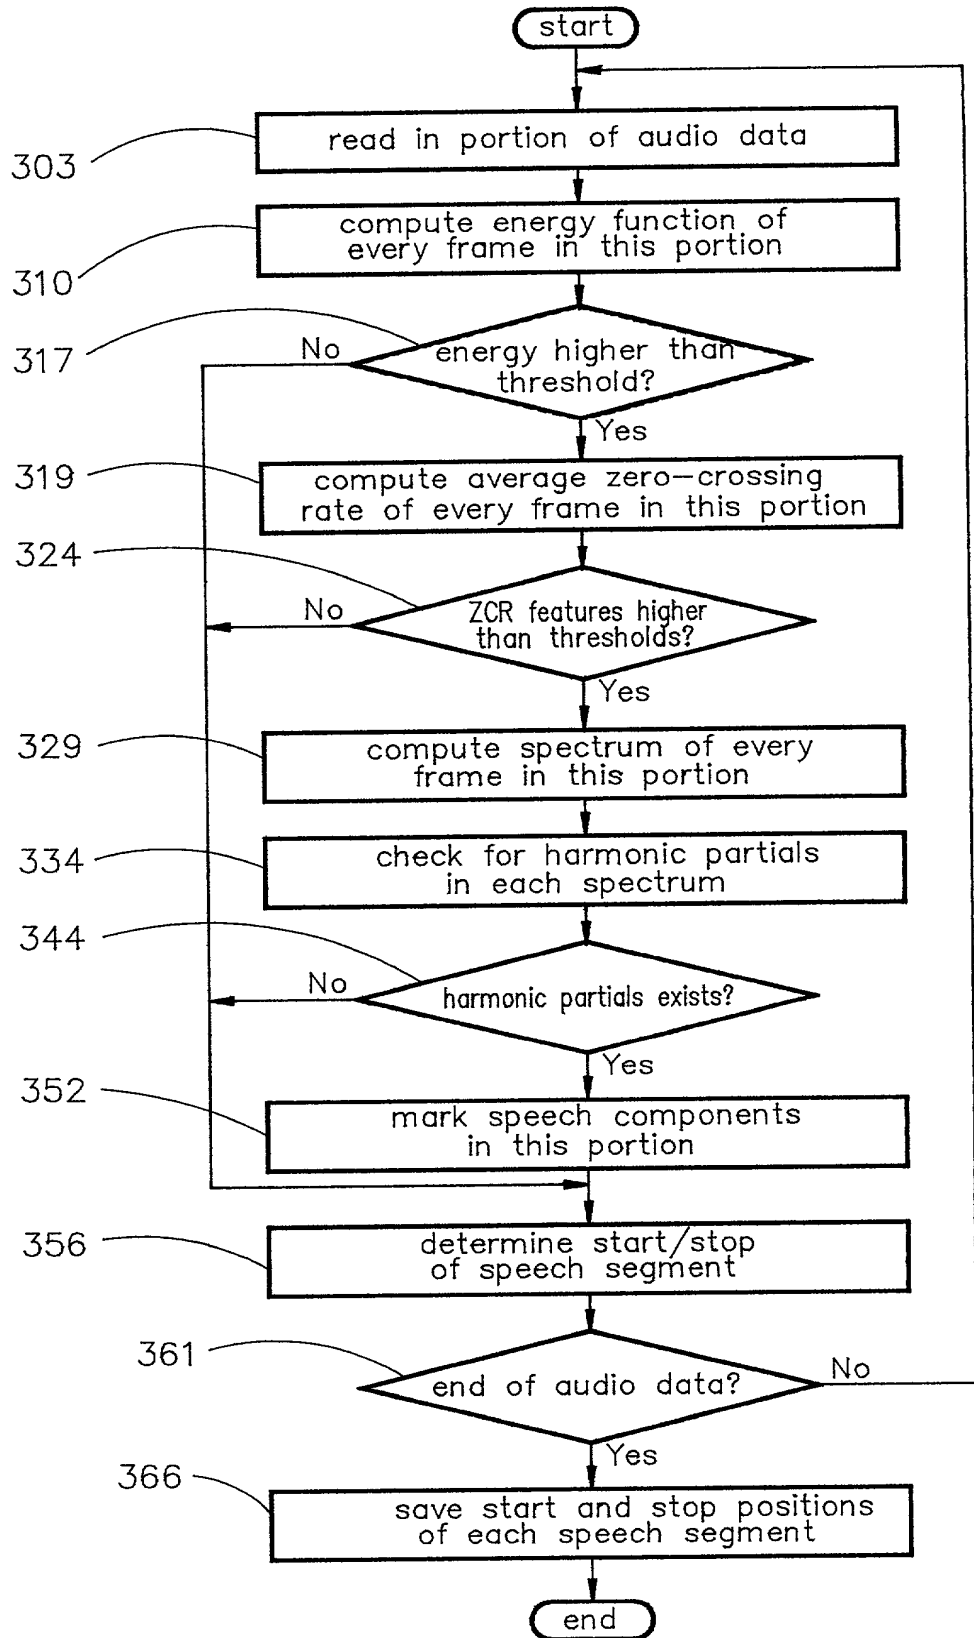 start
303
read in portion of audio data
310
compute energy function of
every frame in this portion
317
No
energy higher than
threshold?
Yes
319
compute average zero-crossing
rate of every frame in this portion
324
No
ZCR features higher
than thresholds?
Yes
329
compute spectrum of every
frame in this portion
334
check for harmonic partials
in each spectrum
344
No
harmonic partials exists?
Yes
352
mark speech components
in this portion
356
determine start/stop
of speech segment
361
end of audio data?
No
Yes
366
save start and stop positions
of each speech segment
end